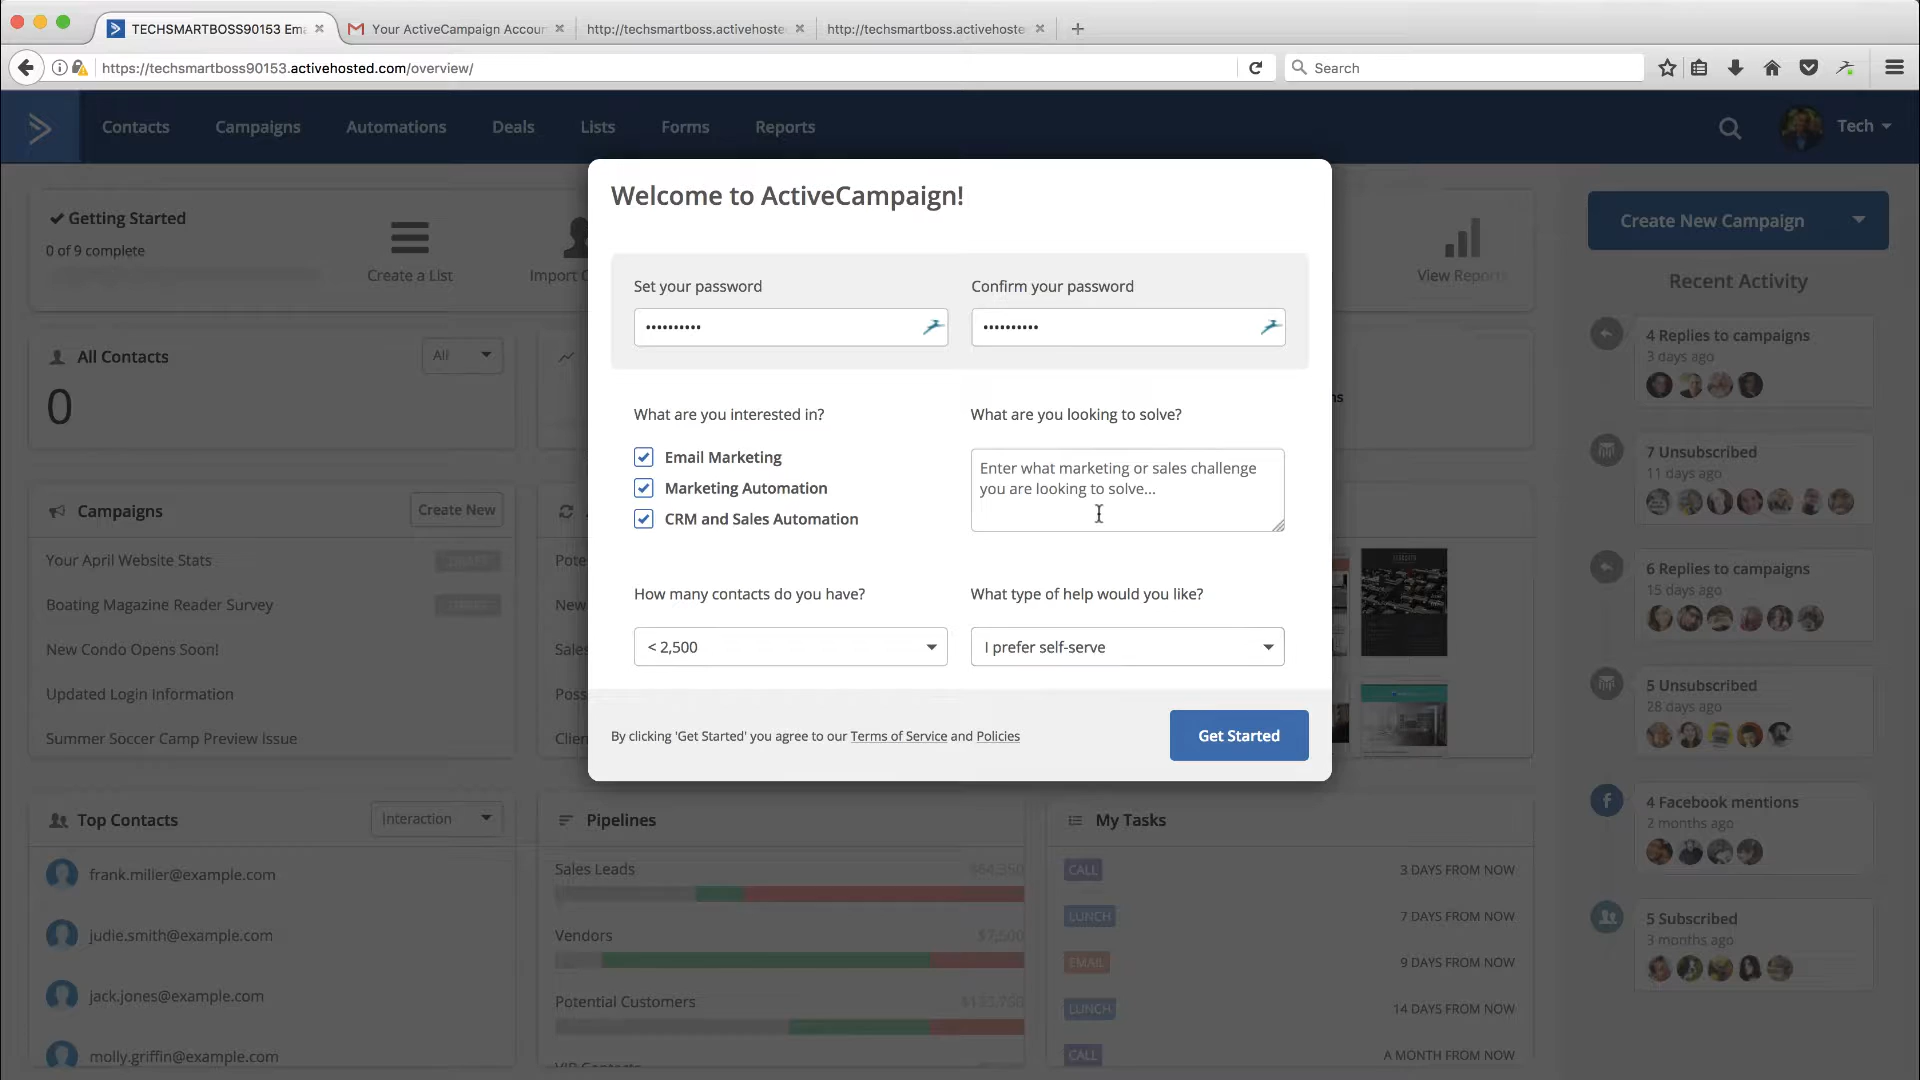 TECHSMARTBOSS90153 Em
Your ActiveCampaign Accoun
http://techsmartboss.activehoste
http://techsmartboss.activehoste
https://techsmartboss90153.activehosted.com/overview/
Search
Contacts
Campaigns
Automations
Deals
Lists
Forms
Reports
Tech
Getting Started
0 of 9 complete
Create a List
Import C
View Reports
Create New Campaign
Welcome to ActiveCampaign!
Set your password
Confirm your password
What are you interested in?
Email Marketing
Marketing Automation
CRM and Sales Automation
What are you looking to solve?
Enter what marketing or sales challenge
you are looking to solve...
How many contacts do you have?
< 2,500
What type of help would you like?
I prefer self-serve
By clicking 'Get Started' you agree to our Terms of Service and Policies
Get Started
All Contacts
All
0
Campaigns
Create New
Your April Website Stats
DRAFT
Boating Magazine Reader Survey
New Condo Opens Soon!
Updated Login Information
Summer Soccer Camp Preview Issue
Pote
New
Sales
Poss
Clien
Top Contacts
Interaction
frank.miller@example.com
judie.smith@example.com
jack.jones@example.com
molly.griffin@example.com
Pipelines
Sales Leads
$64,350
Vendors
$7,500
Potential Customers
My Tasks
CALL
3 DAYS FROM NOW
LUNCH
7 DAYS FROM NOW
EMAIL
9 DAYS FROM NOW
LUNCH
14 DAYS FROM NOW
CALL
A MONTH FROM NOW
Recent Activity
4 Replies to campaigns
3 days ago
7 Unsubscribed
11 days ago
6 Replies to campaigns
15 days ago
5 Unsubscribed
28 days ago
4 Facebook mentions
2 months ago
5 Subscribed
3 months ago